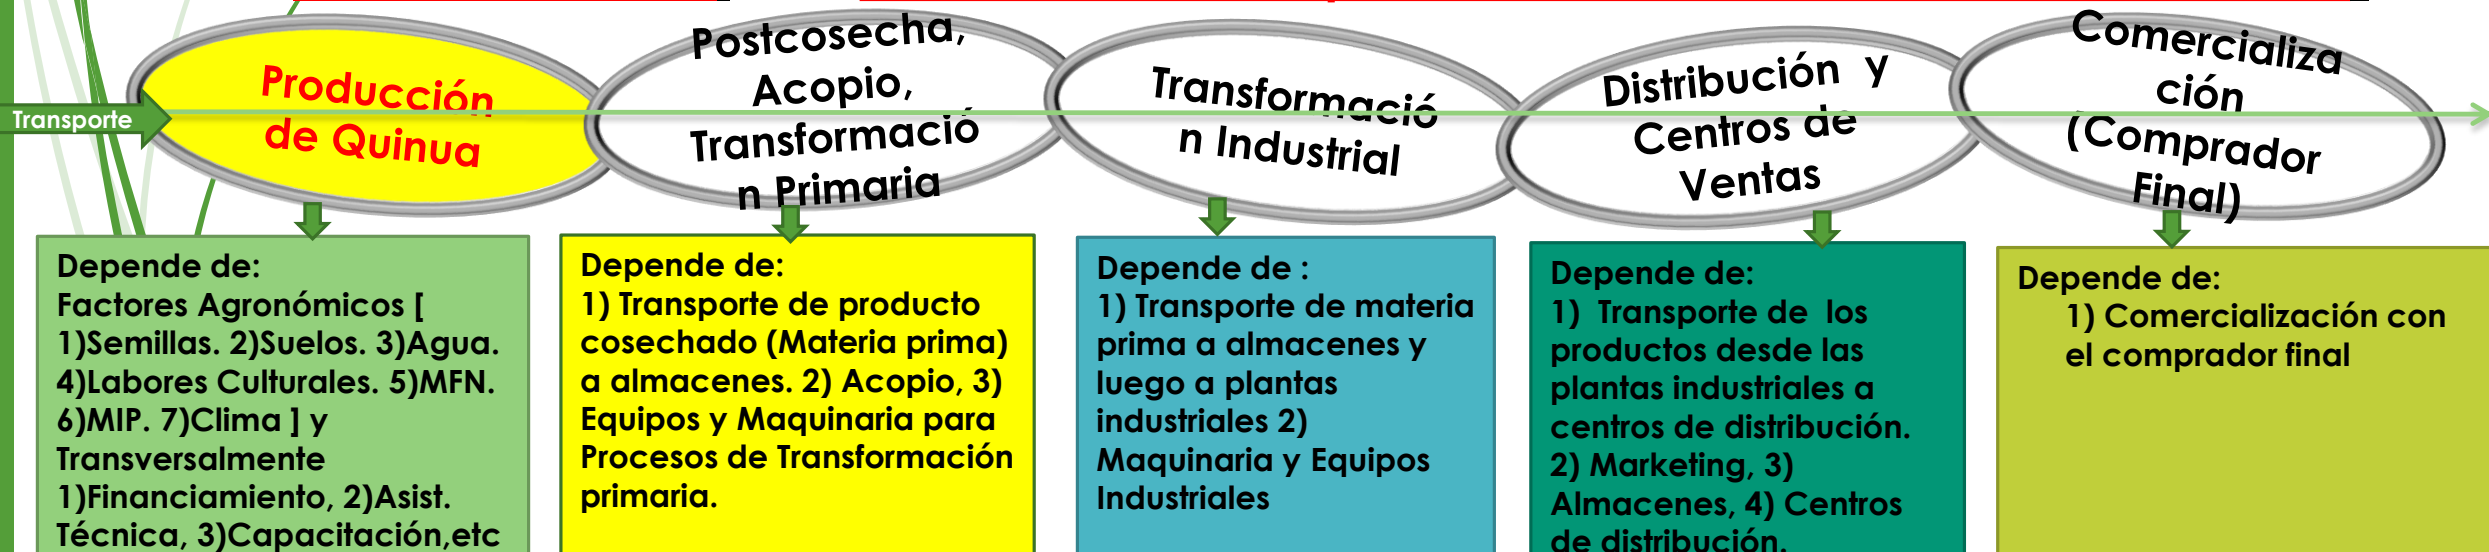 Transporte
Producción
de Quinua
Postcosecha,
Acopio,
Transformació
n Primaria
Transformació
n Industrial
Distribución y
Centros de
Ventas
Comercializa
ción
(Comprador
Final)
Depende de:
Factores Agronómicos [
1)Semillas. 2)Suelos. 3)Agua.
4)Labores Culturales. 5)MFN.
6)MIP. 7)Clima ] y
Transversalmente
1)Financiamiento, 2)Asist.
Técnica, 3)Capacitación,etc
Depende de:
1) Transporte de producto
cosechado (Materia prima)
a almacenes. 2) Acopio, 3)
Equipos y Maquinaria para
Procesos de Transformación
primaria.
Depende de :
1) Transporte de materia
prima a almacenes y
luego a plantas
industriales 2)
Maquinaria y Equipos
Industriales
Depende de:
1) Transporte de los
productos desde las
plantas industriales a
centros de distribución.
2) Marketing, 3)
Almacenes, 4) Centros
de distribución.
Depende de:
1) Comercialización con
el comprador final